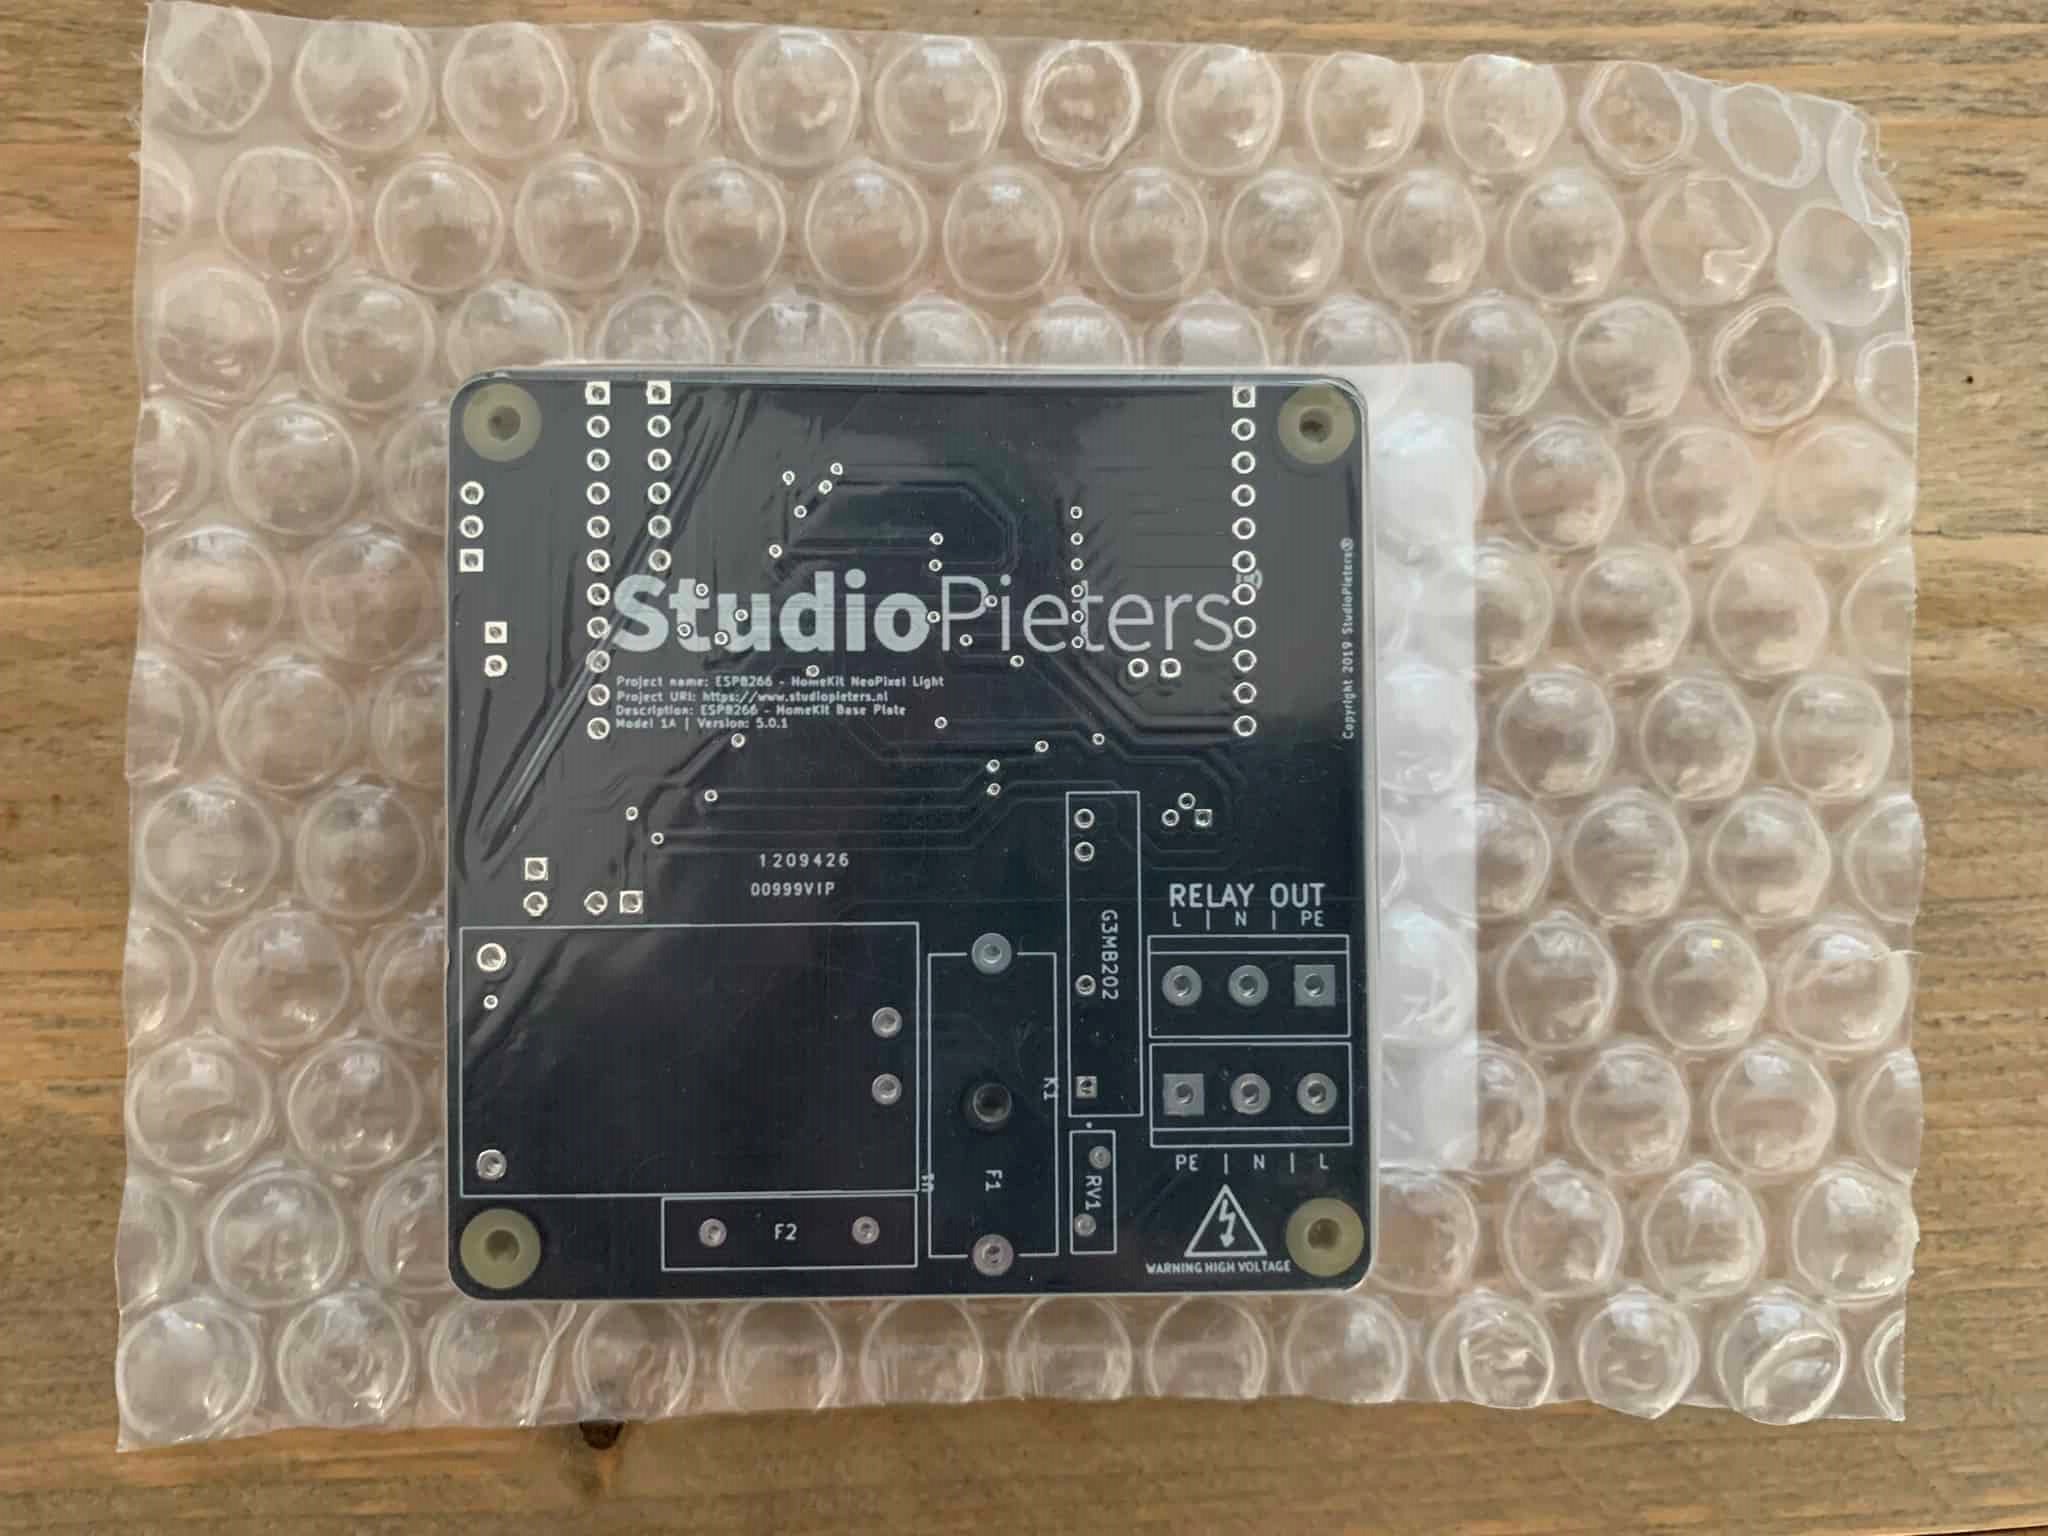 StudioPieters®
Project name: ESP8266 - HomeKit NeoPixel Light
Project URL: https://www.studiopieters.nl
Description: ESP8266 - HomeKit Base Plate
Model 1A | Version: 5.0.1
Copyright 2019 StudioPieters®
1209426
00999VIP
G3MB202
RELAY OUT
L | N | PE
K1
F1
RV1
U1
F2
PE | N | L
WARNING HIGH VOLTAGE